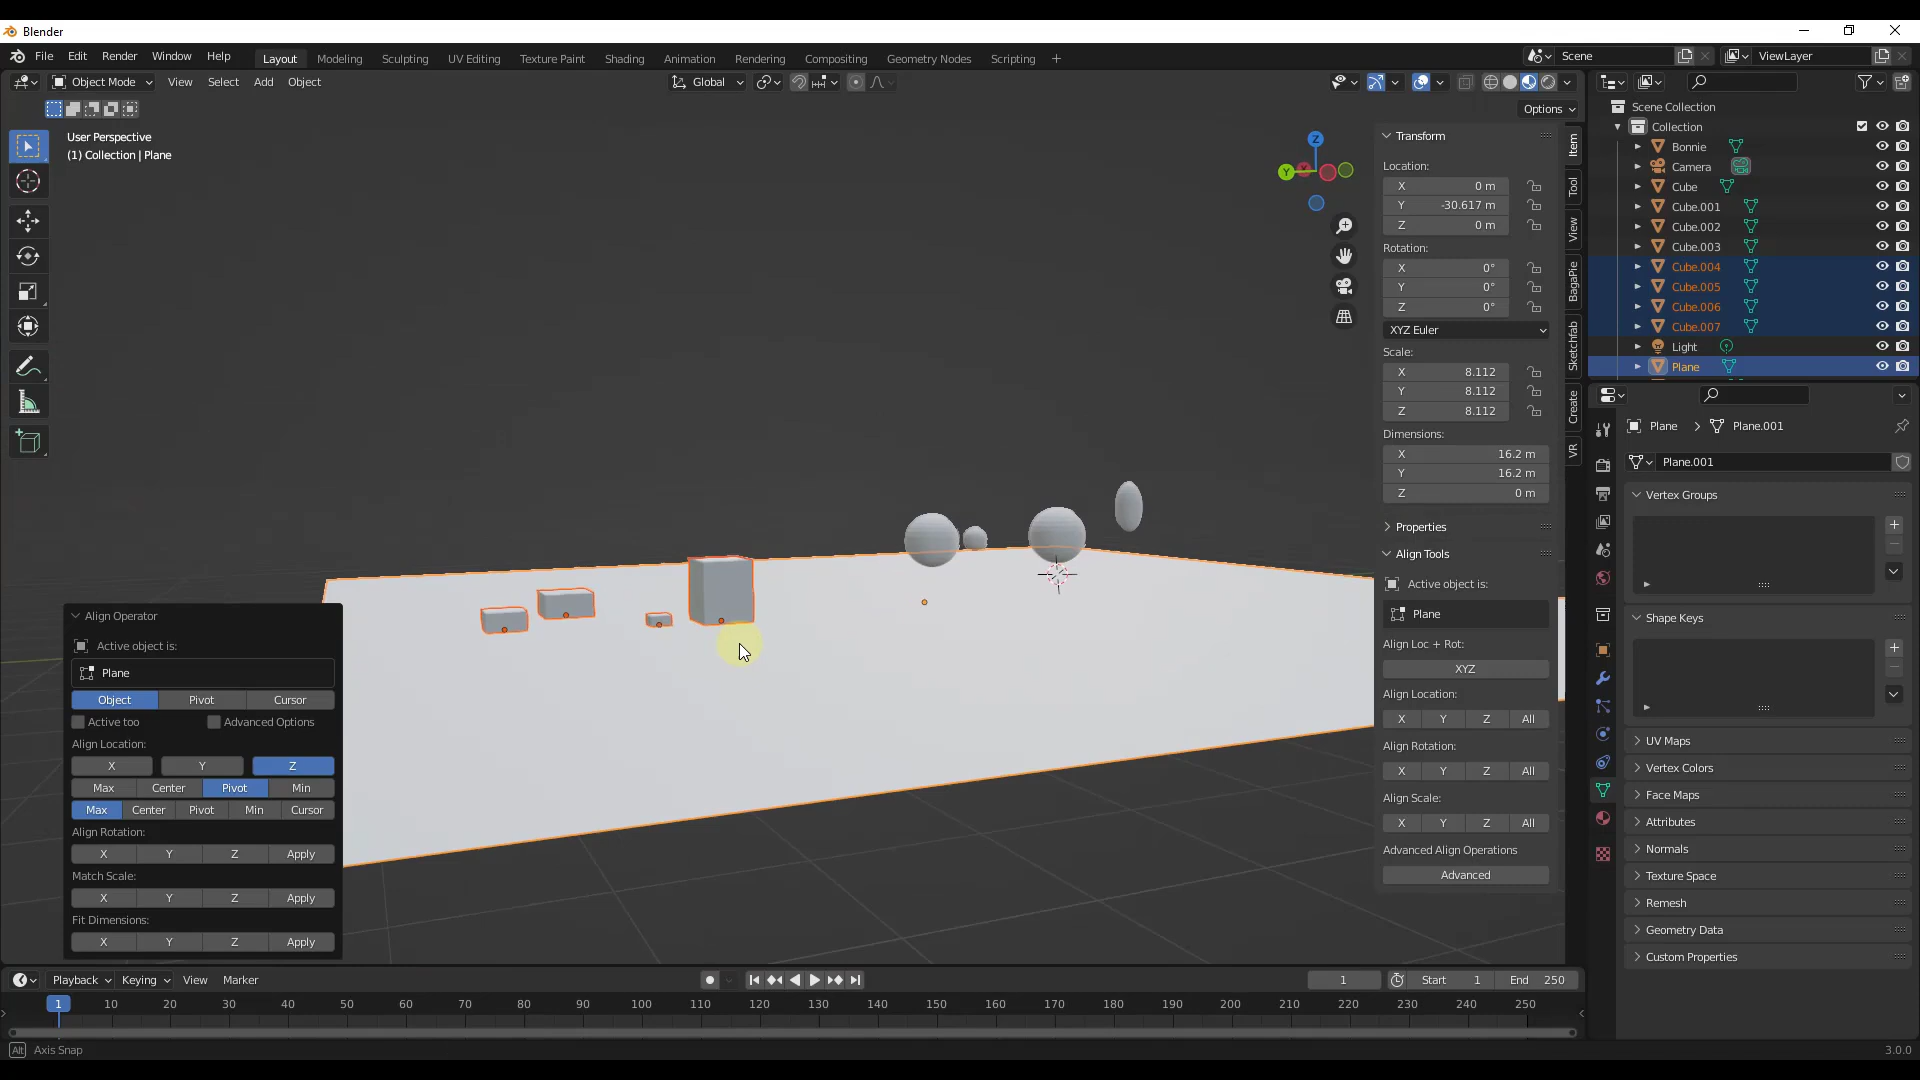 Blender
File Edit Render Window Help
Layout Modeling Sculpting UV Editing Texture Paint Shading Animation Rendering Compositing Geometry Nodes Scripting +
Scene
ViewLayer
Object Mode View Select Add Object
Global
Options
User Perspective
(1) Collection | Plane
Z
Y
X
Transform
Location:
X 0 m
Y -30.617 m
Z 0 m
Rotation:
X 0°
Y 0°
Z 0°
XYZ Euler
Scale:
X 8.112
Y 8.112
Z 8.112
Dimensions:
X 16.2 m
Y 16.2 m
Z 0 m
Properties
Align Tools
Active object is:
Plane
Align Loc + Rot:
XYZ
Align Location:
X Y Z All
Align Rotation:
X Y Z All
Align Scale:
X Y Z All
Advanced Align Operations
Advanced
Item
Tool
View
BagaPie
Sketchfab
Create
VR
Scene Collection
Collection
Bonnie
Camera
Cube
Cube.001
Cube.002
Cube.003
Cube.004
Cube.005
Cube.006
Cube.007
Light
Plane
Plane > Plane.001
Plane.001
Vertex Groups
Shape Keys
UV Maps
Vertex Colors
Face Maps
Attributes
Normals
Texture Space
Remesh
Geometry Data
Custom Properties
Align Operator
Active object is:
Plane
Object Pivot Cursor
Active too Advanced Options
Align Location:
X Y Z
Max Center Pivot Min
Max Center Pivot Min Cursor
Align Rotation:
X Y Z Apply
Match Scale:
X Y Z Apply
Fit Dimensions:
X Y Z Apply
Playback Keying View Marker
1 Start 1 End 250
1 10 20 30 40 50 60 70 80 90 100 110 120 130 140 150 160 170 180 190 200 210 220 230 240 250
Alt Axis Snap
3.0.0